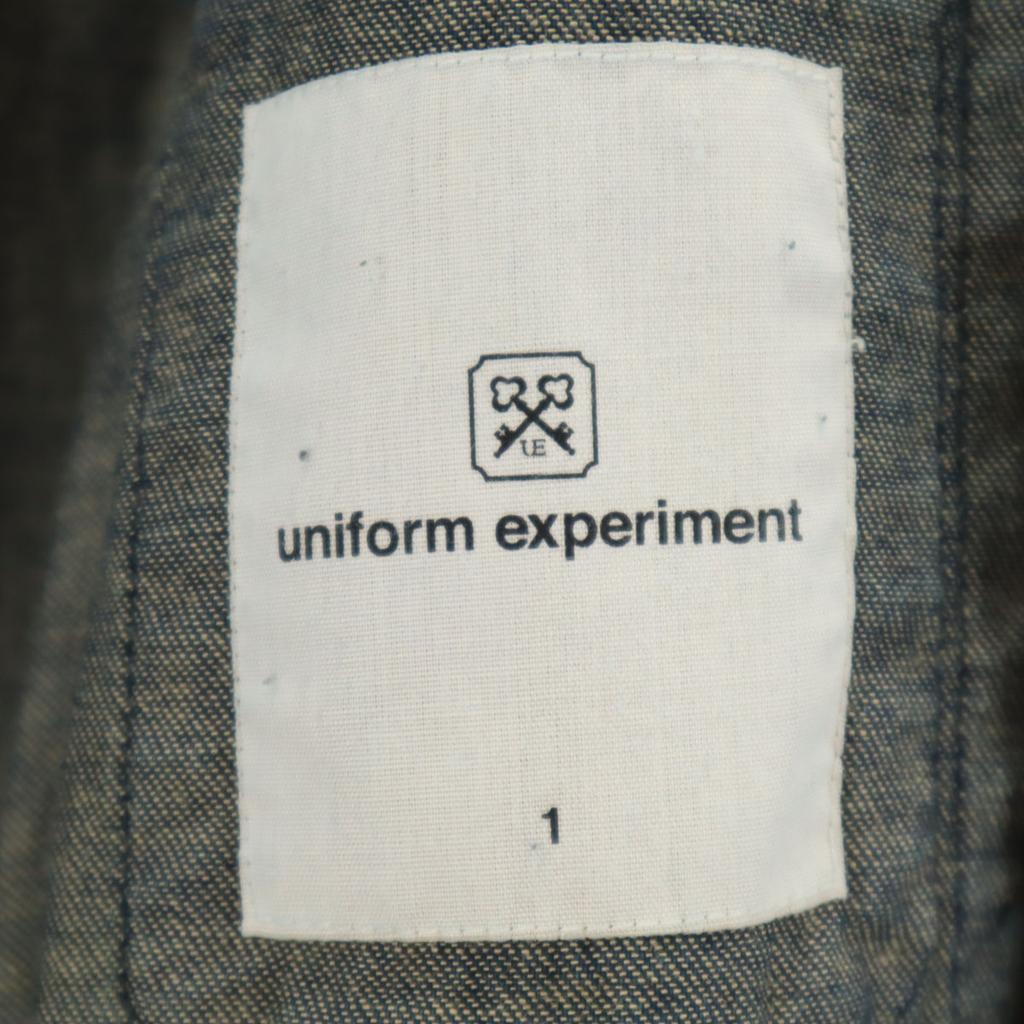 UE
uniform experiment
1